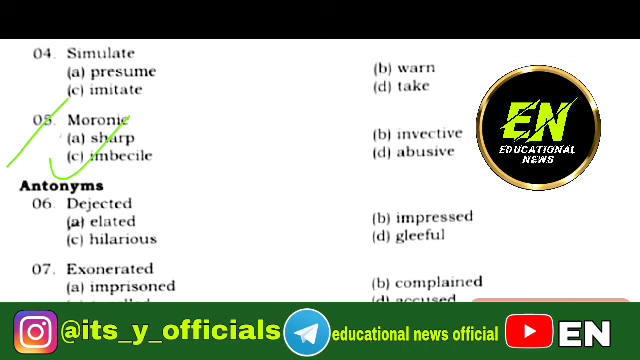 04. Simulate
(a) presume (b) warn
(c) imitate (d) take
05. Moronie
(a) sharp (b) invective
(c) imbecile (d) abusive
Antonyms
06. Dejected
(a) elated (b) impressed
(c) hilarious (d) gleeful
07. Exonerated
(a) imprisoned (b) complained
(d) accused
EN
EDUCATIONAL
NEWS
@its_y_officials educational news official EN